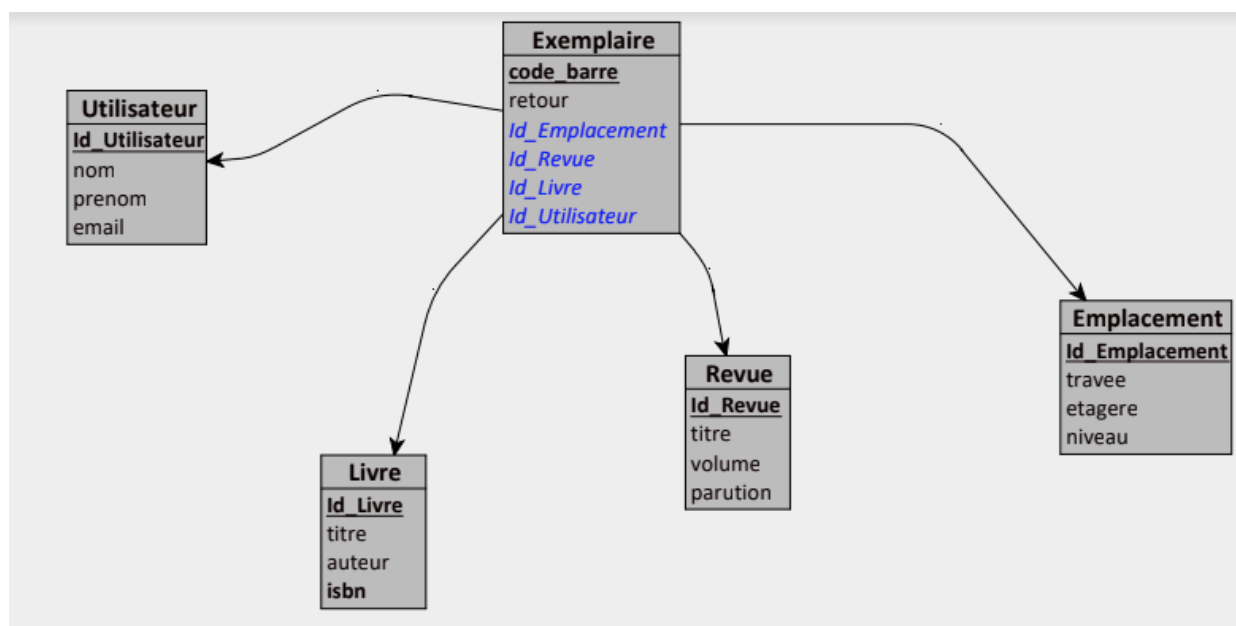 Exemplaire
code_barre
retour
Id_Emplacement
Id_Revue
Id_Livre
Id_Utilisateur
Utilisateur
Id_Utilisateur
nom
prenom
email
Livre
Id_Livre
titre
auteur
isbn
Revue
Id_Revue
titre
volume
parution
Emplacement
Id_Emplacement
travee
etagere
niveau